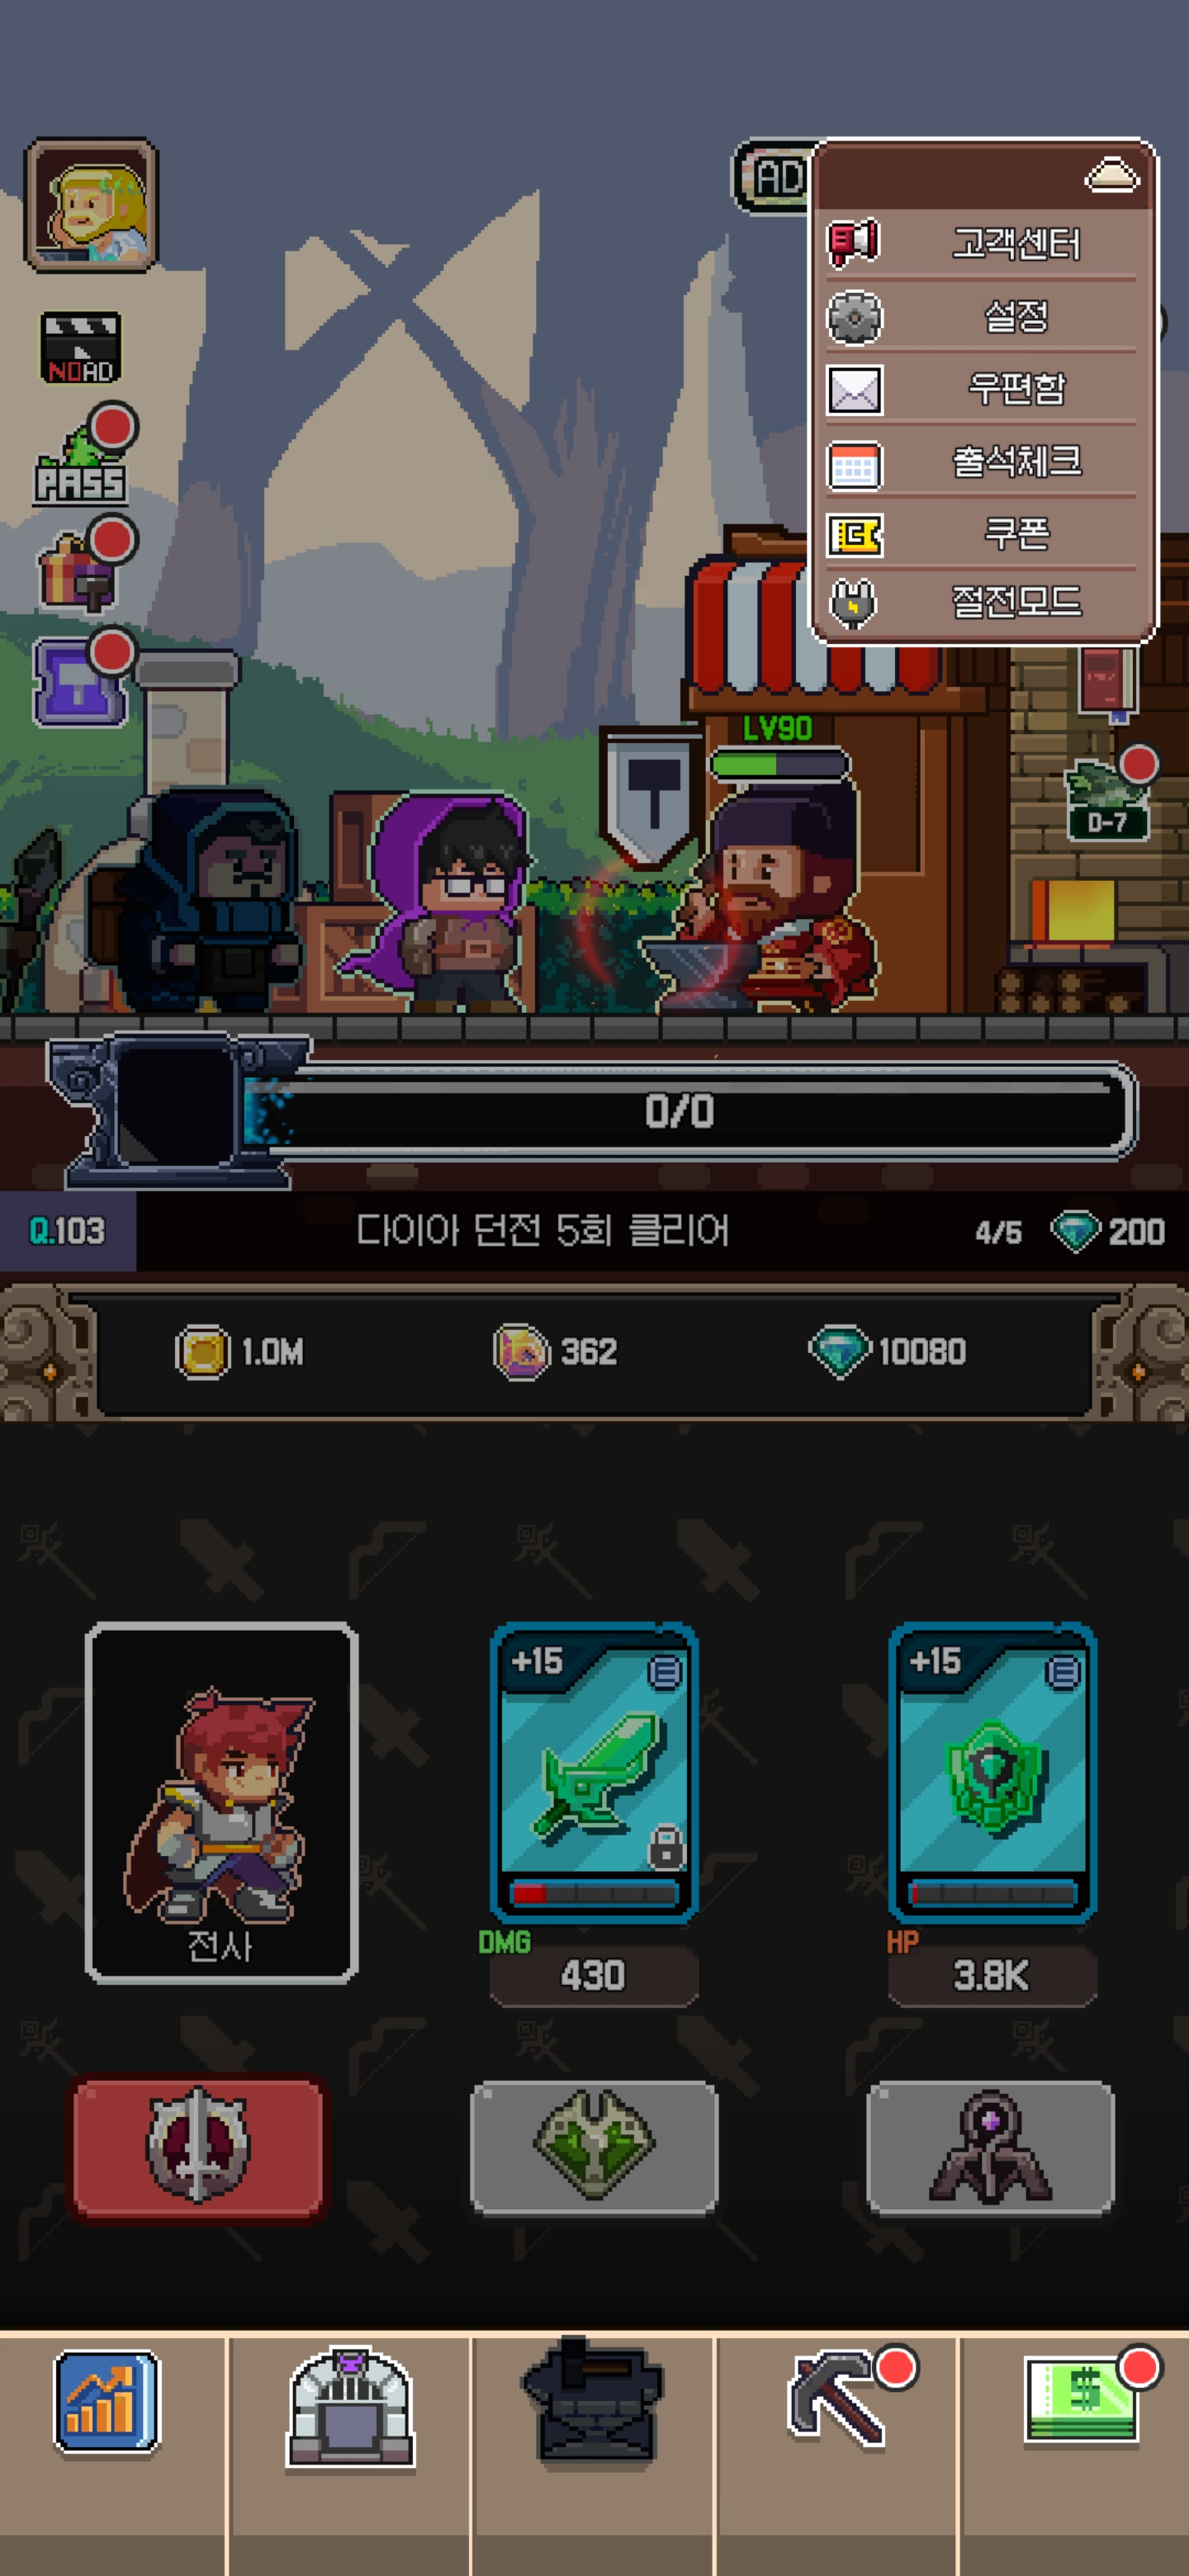 AD
고객센터
NOAD
설정
우편함
PASS
출석체크
쿠폰
절전모드
LV90
D-7
0/0
Q.103 다이아 던전 5회 클리어 4/5 200
1.0M 362 10080
+15 +15
전사
DMG HP
430 3.8K